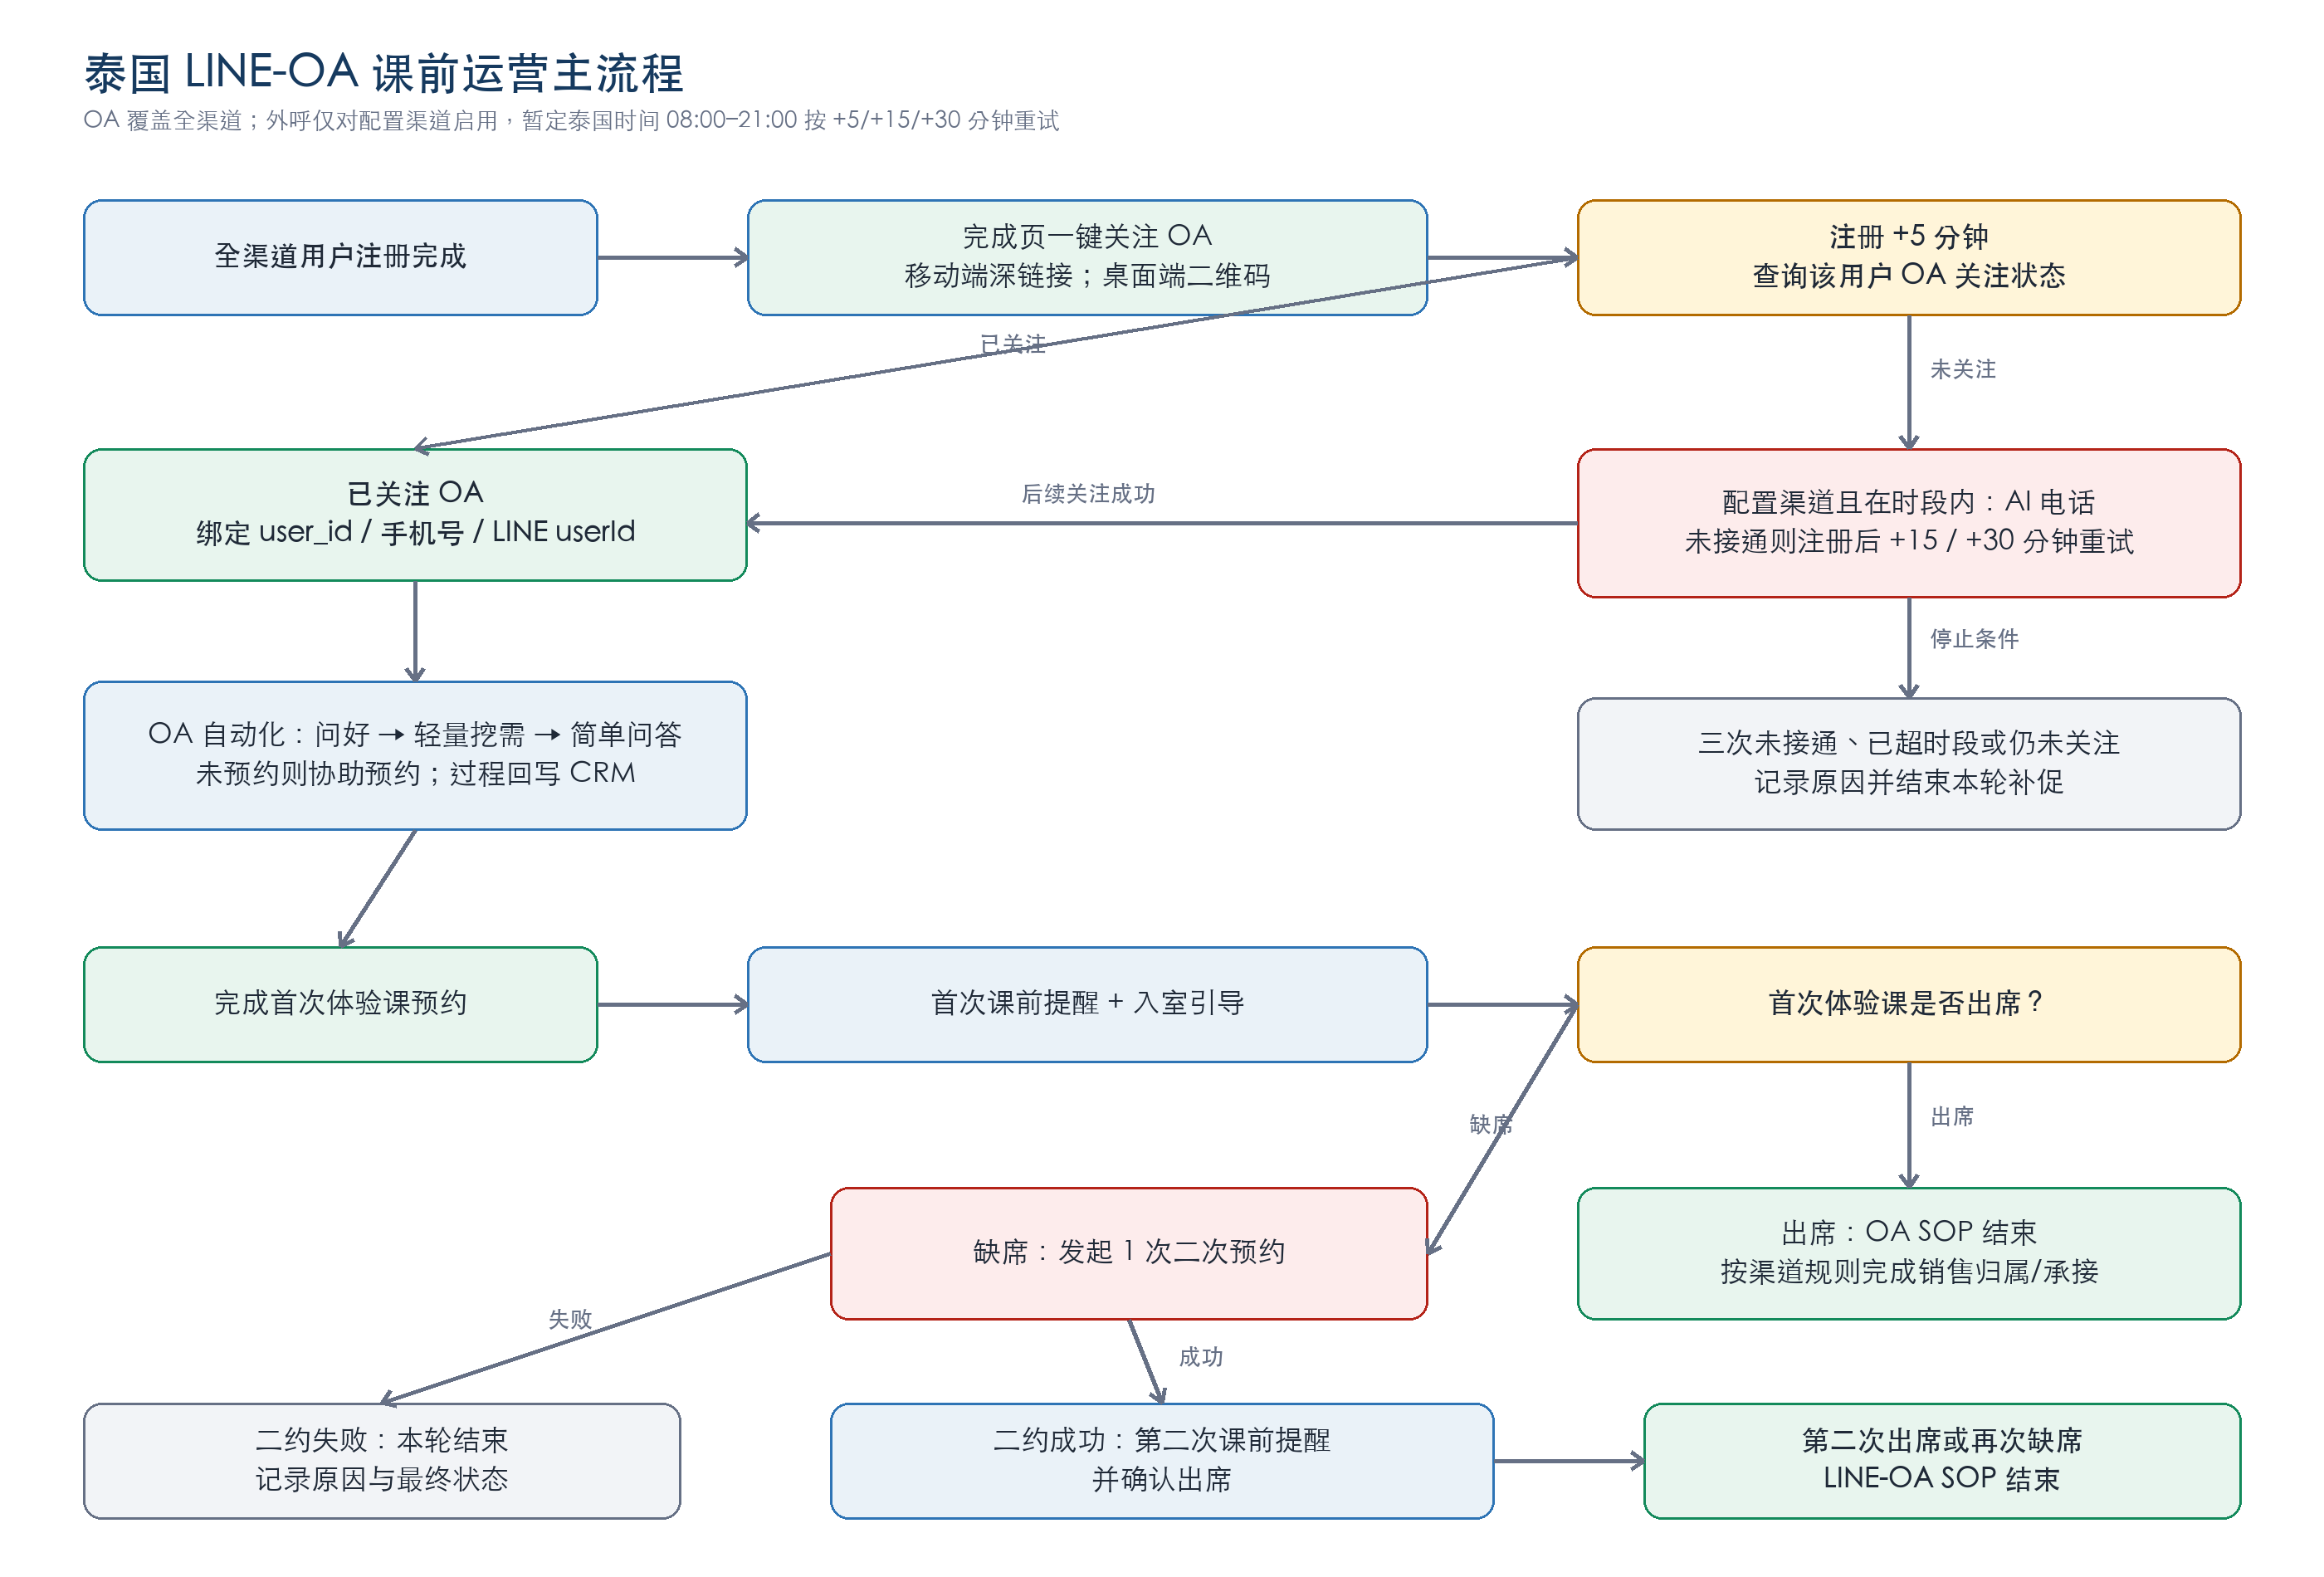 泰国 LINE-OA 课前运营主流程
OA 覆盖全渠道；外呼仅对配置渠道启用，暂定泰国时间 08:00–21:00 按 +5/+15/+30 分钟重试
全渠道用户注册完成
完成页一键关注 OA
移动端深链接；桌面端二维码
注册 +5 分钟
查询该用户 OA 关注状态
已关注
未关注
已关注 OA
绑定 user_id / 手机号 / LINE userId
后续关注成功
配置渠道且在时段内：AI 电话
未接通则注册后 +15 / +30 分钟重试
停止条件
OA 自动化：问好 → 轻量挖需 → 简单问答
未预约则协助预约；过程回写 CRM
三次未接通、已超时段或仍未关注
记录原因并结束本轮补促
完成首次体验课预约
首次课前提醒 + 入室引导
首次体验课是否出席？
缺席
出席
缺席：发起 1 次二次预约
出席：OA SOP 结束
按渠道规则完成销售归属/承接
失败
成功
二约失败：本轮结束
记录原因与最终状态
二约成功：第二次课前提醒
并确认出席
第二次出席或再次缺席
LINE-OA SOP 结束